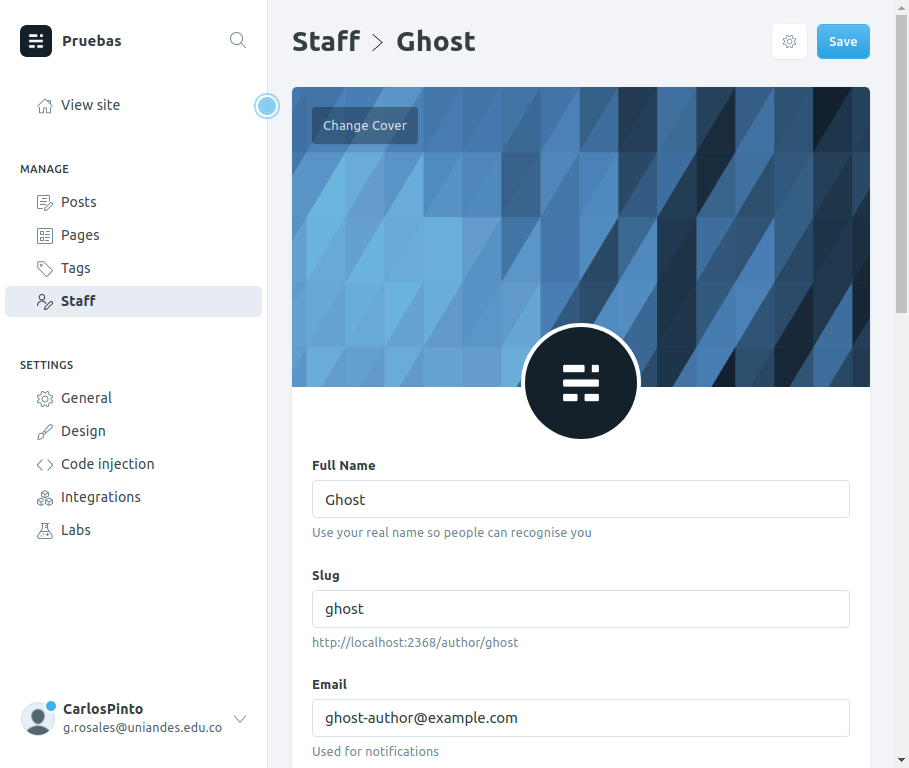 Pruebas
View site
MANAGE
Posts
Pages
Tags
Staff
SETTINGS
General
Design
Code injection
Integrations
Labs
CarlosPinto
g.rosales@uniandes.edu.co
Staff > Ghost
Save
Change Cover
Full Name
Ghost
Use your real name so people can recognise you
Slug
ghost
http://localhost:2368/author/ghost
Email
ghost-author@example.com
Used for notifications